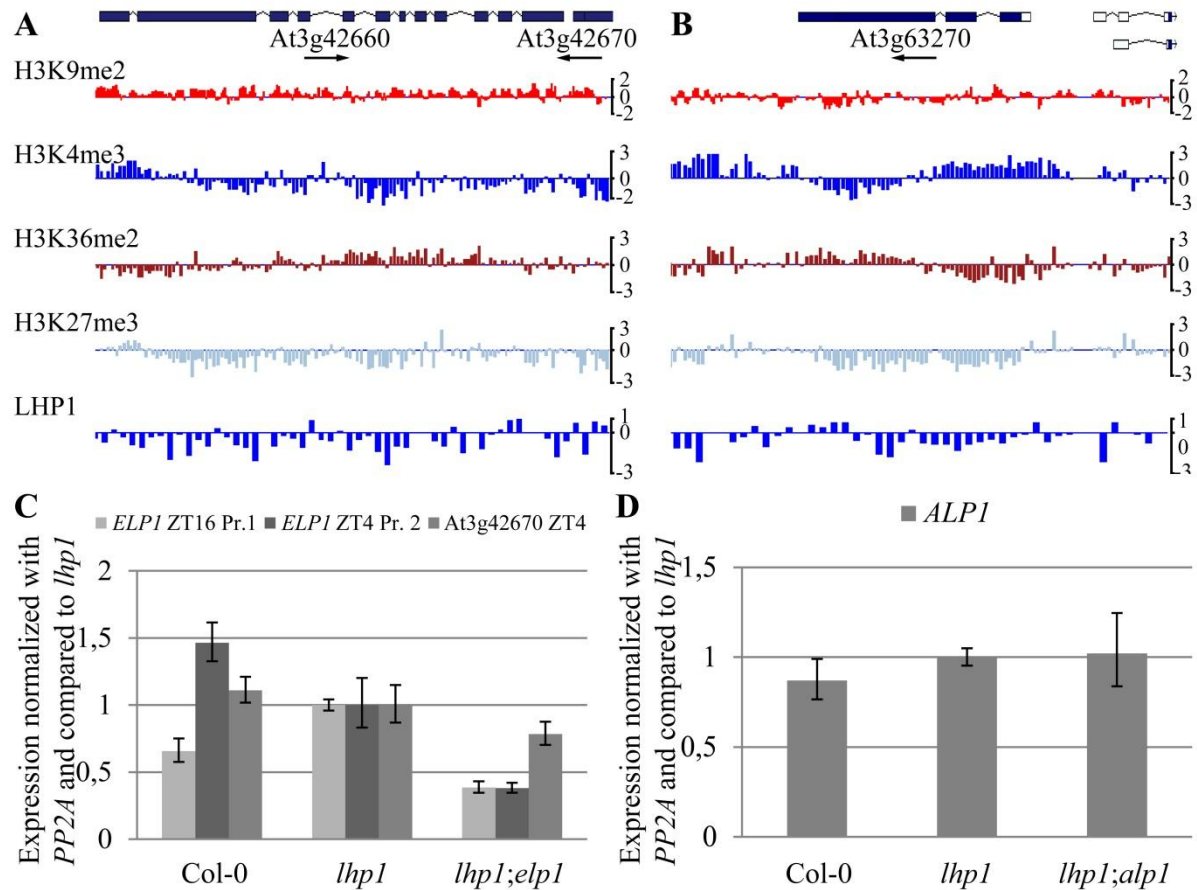 A
At3g42660
At3g42670
B
At3g63270
H3K9me2
2
0
-2
2
0
-2
H3K4me3
3
0
-2
3
0
-3
H3K36me2
3
0
-3
3
0
-3
H3K27me3
3
0
-3
3
0
-3
LHP1
1
0
-3
1
0
0
-3
C
ELP1 ZT16 Pr.1
ELP1 ZT4 Pr. 2
At3g42670 ZT4
Expression normalized with
PP2A and compared to lhp1
2
1,5
1
0,5
0
Col-0
lhp1
lhp1;elp1
D
ALP1
Expression normalized with
PP2A and compared to lhp1
1,5
1
0,5
0
Col-0
lhp1
lhp1;alp1